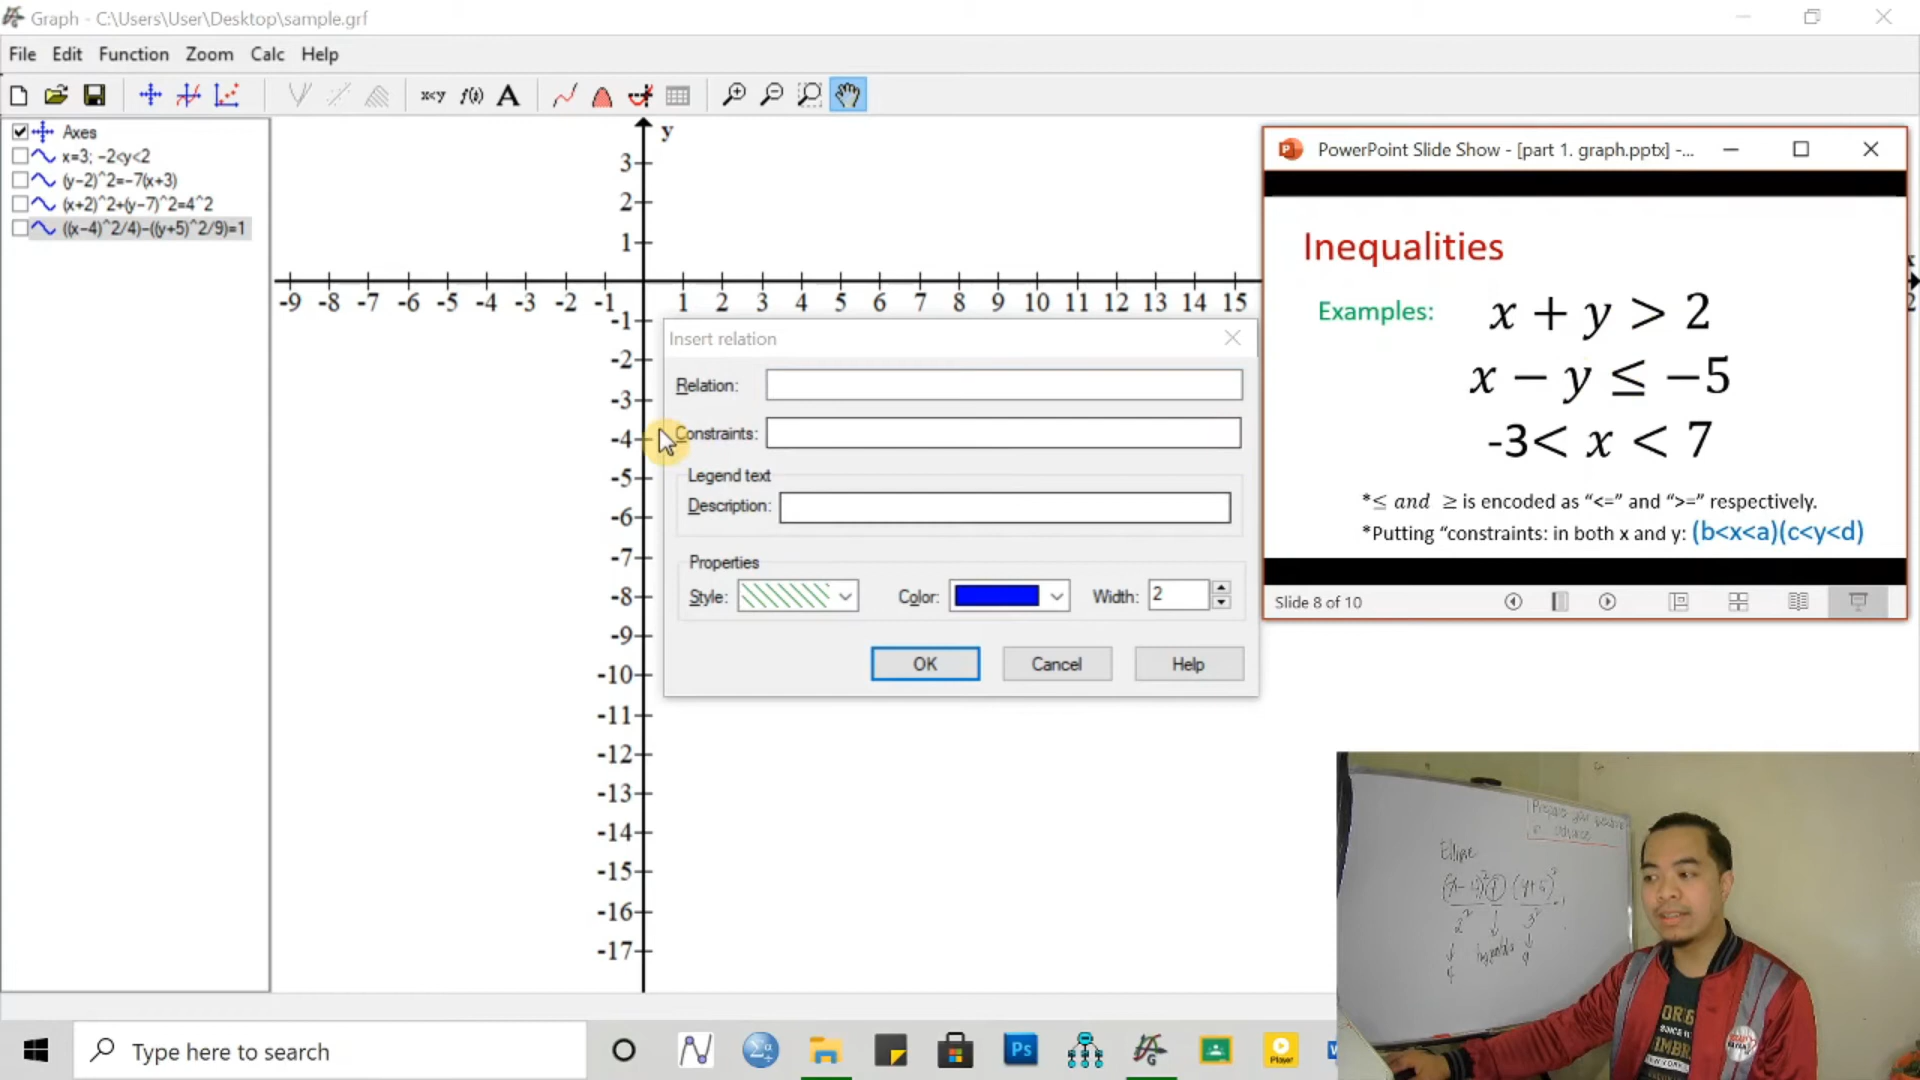 Graph - C:\Users\User\Desktop\sample.grf
File Edit Function Zoom Calc Help
x<y f(x) A
Axes
x=3; -2<y<2
(y-2)^2=-7(x+3)
(x+2)^2+(y-7)^2=4^2
((x-4)^2/4)-((y+5)^2/9)=1
y
3
2
1
-9 -8 -7 -6 -5 -4 -3 -2 -1 1 2 3 4 5 6 7 8 9 10 11 12 13 14 15
-1
-2
-3
-4
-5
-6
-7
-8
-9
-10
-11
-12
-13
-14
-15
-16
-17
Insert relation
Relation:
Constraints:
Legend text
Description:
Properties
Style: Color: Width: 2
OK Cancel Help
PowerPoint Slide Show - [part 1. graph.pptx] -...
Inequalities
Examples: x + y > 2
x − y ≤ −5
-3< x < 7
*≤ and ≥ is encoded as “<=” and “>=” respectively.
*Putting “constraints: in both x and y: (b<x<a)(c<y<d)
Slide 8 of 10
Ellipse
Type here to search
Ps
Player